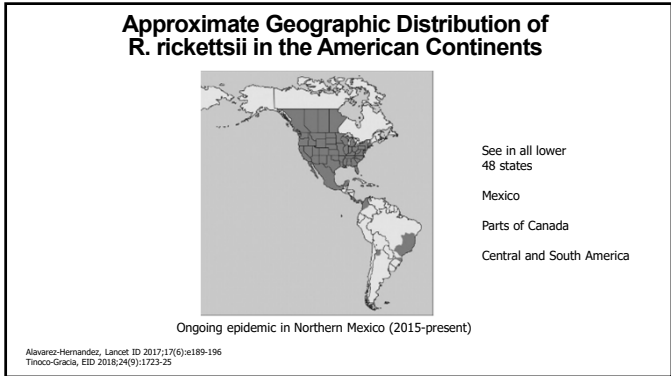 Approximate Geographic Distribution of
R. rickettsii in the American Continents
See in all lower
48 states
Mexico
Parts of Canada
Central and South America
Ongoing epidemic in Northern Mexico (2015-present)
Alavarez-Hernandez, Lancet ID 2017;17(6):e189-196
Tinoco-Gracia, EID 2018;24(9):1723-25